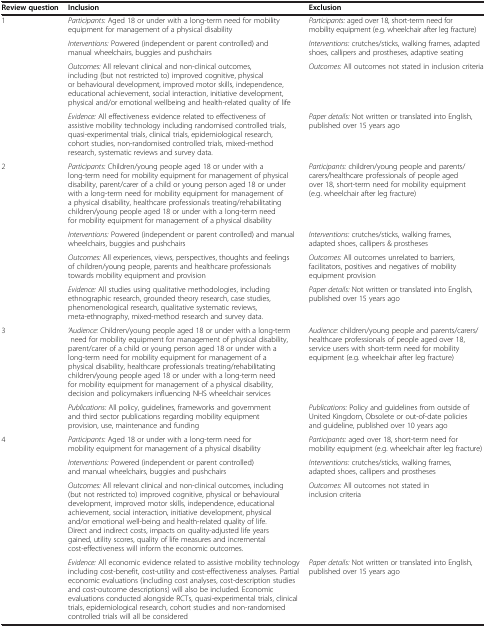 Review question Inclusion Exclusion
1 Participants: Aged 18 or under with a long-term need for mobility equipment for management of a physical disability
Participants: aged over 18, short-term need for mobility equipment (e.g. wheelchair after leg fracture)
Interventions: Powered (independent or parent controlled) and manual wheelchairs, buggies and pushchairs
Interventions: crutches/sticks, walking frames, adapted shoes, callipers and prostheses, adaptive seating
Outcomes: All relevant clinical and non-clinical outcomes, including (but not restricted to) improved cognitive, physical or behavioural development, improved motor skills, independence, educational achievement, social interaction, initiative development, physical and/or emotional wellbeing and health-related quality of life
Outcomes: All outcomes not stated in inclusion criteria
Evidence: All effectiveness evidence related to effectiveness of assistive mobility technology including randomised controlled trials, quasi-experimental trials, clinical trials, epidemiological research, cohort studies, non-randomised controlled trials, mixed-method research, systematic reviews and survey data.
Paper details: Not written or translated into English, published over 15 years ago
2 Participants: Children/young people aged 18 or under with a long-term need for mobility equipment for management of physical disability, parent/carer of a child or young person aged 18 or under with a long-term need for mobility equipment for management of a physical disability, healthcare professionals treating/rehabilitating children/young people aged 18 or under with a long-term need for mobility equipment for management of a physical disability
Participants: children/young people and parents/carers/healthcare professionals of people aged over 18, short-term need for mobility equipment (e.g. wheelchair after leg fracture)
Interventions: Powered (independent or parent controlled) and manual wheelchairs, buggies and pushchairs
Interventions: crutches/sticks, walking frames, adapted shoes, callipers & prostheses
Outcomes: All experiences, views, perspectives, thoughts and feelings of children/young people, parents and healthcare professionals towards mobility equipment and provision
Outcomes: All outcomes unrelated to barriers, facilitators, positives and negatives of mobility equipment provision
Evidence: All studies using qualitative methodologies, including ethnographic research, grounded theory research, case studies, phenomenological research, qualitative systematic reviews, meta-ethnography, mixed-method research and survey data.
Paper details: Not written or translated into English, published over 15 years ago
3 'Audience: Children/young people aged 18 or under with a long-term need for mobility equipment for management of physical disability, parent/carer of a child or young person aged 18 or under with a long-term need for mobility equipment for management of a physical disability, healthcare professionals treating/rehabilitating children/young people aged 18 or under with a long-term need for mobility equipment for management of a physical disability, decision and policymakers influencing NHS wheelchair services
Audience: children/young people and parents/carers/healthcare professionals of people aged over 18, service users with short-term need for mobility equipment (e.g. wheelchair after leg fracture)
Publications: All policy, guidelines, frameworks and government and third sector publications regarding mobility equipment provision, use, maintenance and funding
Publications: Policy and guidelines from outside of United Kingdom, Obsolete or out-of-date policies and guideline, published over 10 years ago
4 Participants: Aged 18 or under with a long-term need for mobility equipment for management of a physical disability
Participants: aged over 18, short-term need for mobility equipment (e.g. wheelchair after leg fracture)
Interventions: Powered (independent or parent controlled) and manual wheelchairs, buggies and pushchairs
Interventions: crutches/sticks, walking frames, adapted shoes, callipers and prostheses
Outcomes: All relevant clinical and non-clinical outcomes, including (but not restricted to) improved cognitive, physical or behavioural development, improved motor skills, independence, educational achievement, social interaction, initiative development, physical and/or emotional well-being and health-related quality of life. Direct and indirect costs, impacts on quality-adjusted life years gained, utility scores, quality of life measures and incremental cost-effectiveness will inform the economic outcomes.
Outcomes: All outcomes not stated in inclusion criteria
Evidence: All economic evidence related to assistive mobility technology including cost-benefit, cost-utility and cost-effectiveness analyses. Partial economic evaluations (including cost analyses, cost-description studies and cost-outcome descriptions) will also be included. Economic evaluations conducted alongside RCTs, quasi-experimental trials, clinical trials, epidemiological research, cohort studies and non-randomised controlled trials will all be considered
Paper details: Not written or translated into English, published over 15 years ago